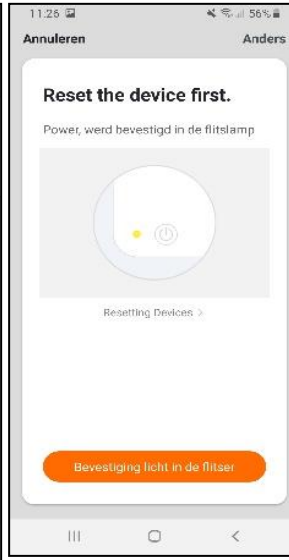 11:26 56%
Annuleren Anders
Reset the device first.
Power, werd bevestigd in de flitslamp
Resetting Devices >
Bevestiging licht in de flitser